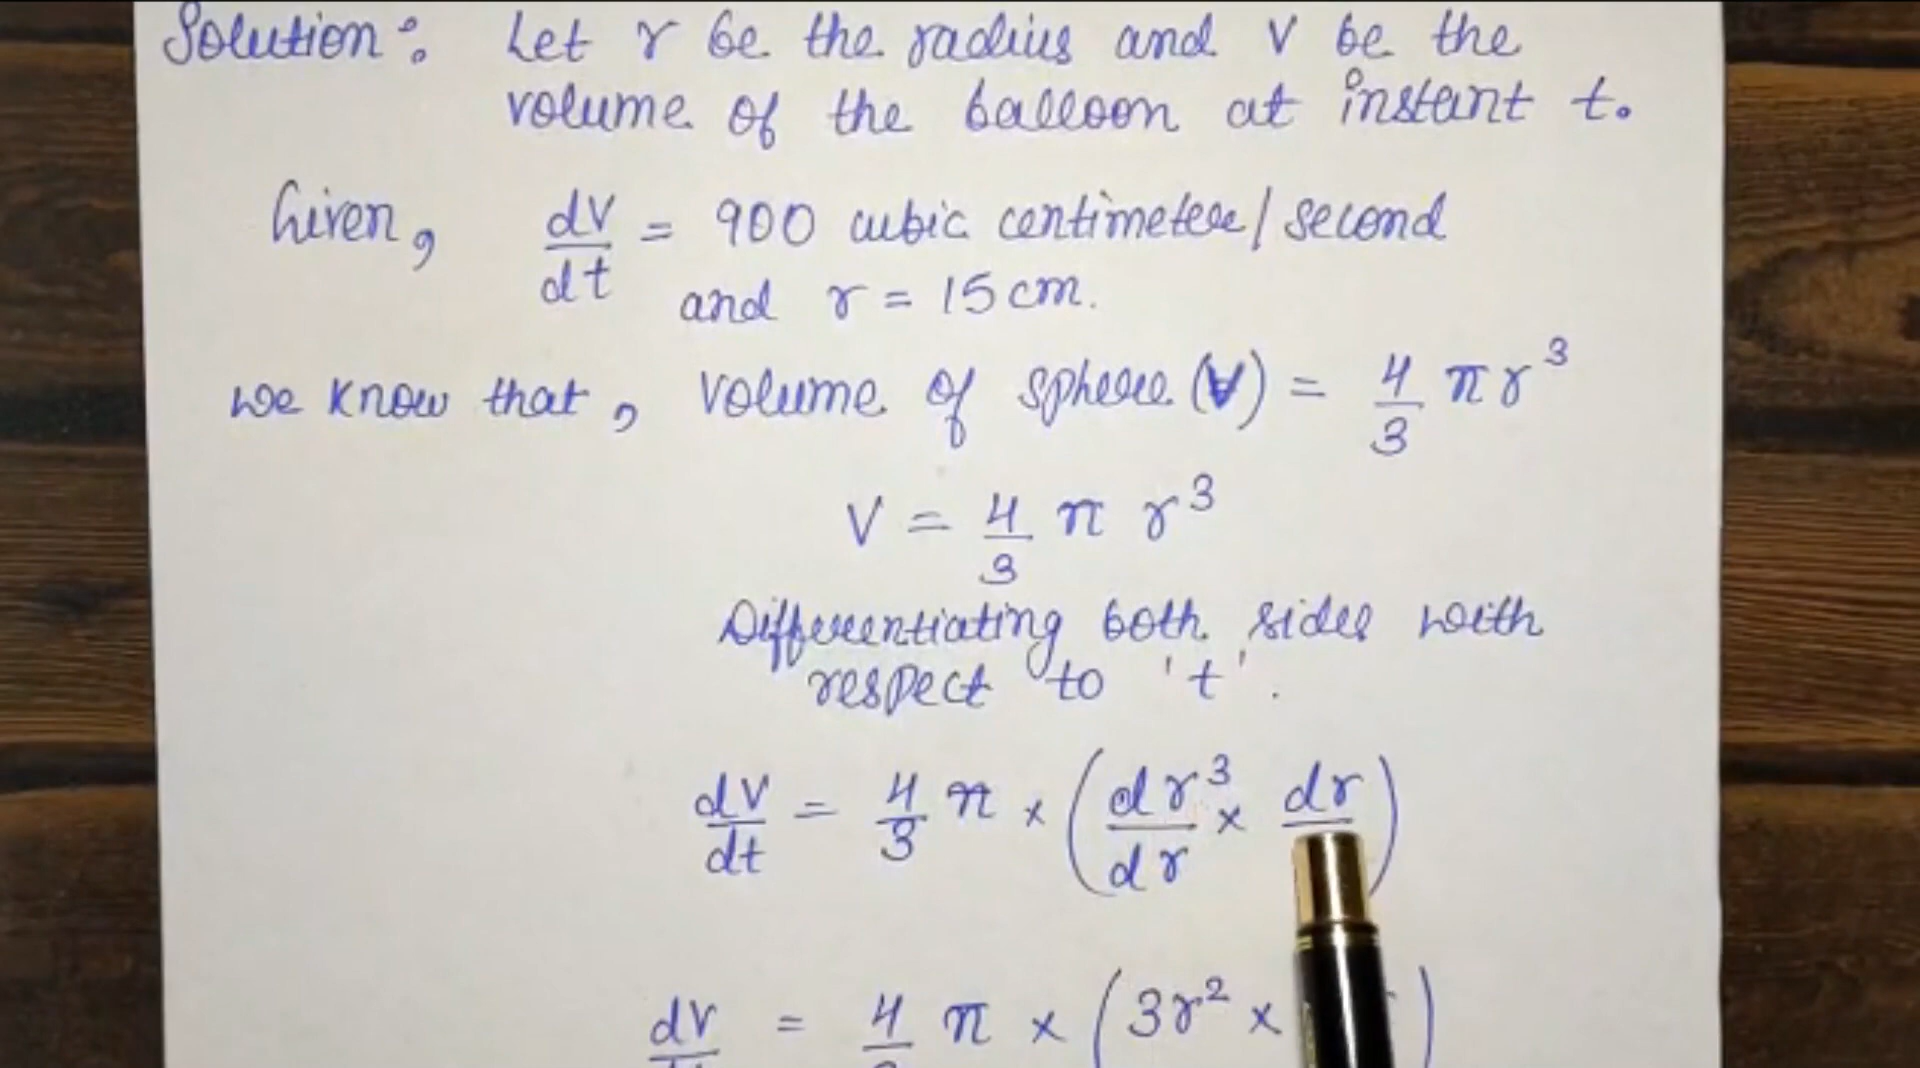 Solution :. Let r be the radius and V be the
volume of the balloon at instant t.
Given, dV/dt = 900 cubic centimetere/second
and r = 15 cm.
we know that, volume of sphere (V) = 4/3 π r³
V = 4/3 π r³
Differentiating both sides with
respect to 't'.
dV/dt = 4/3 π × (dr³/dr × dr)
dV = 4 π × (3r² × )